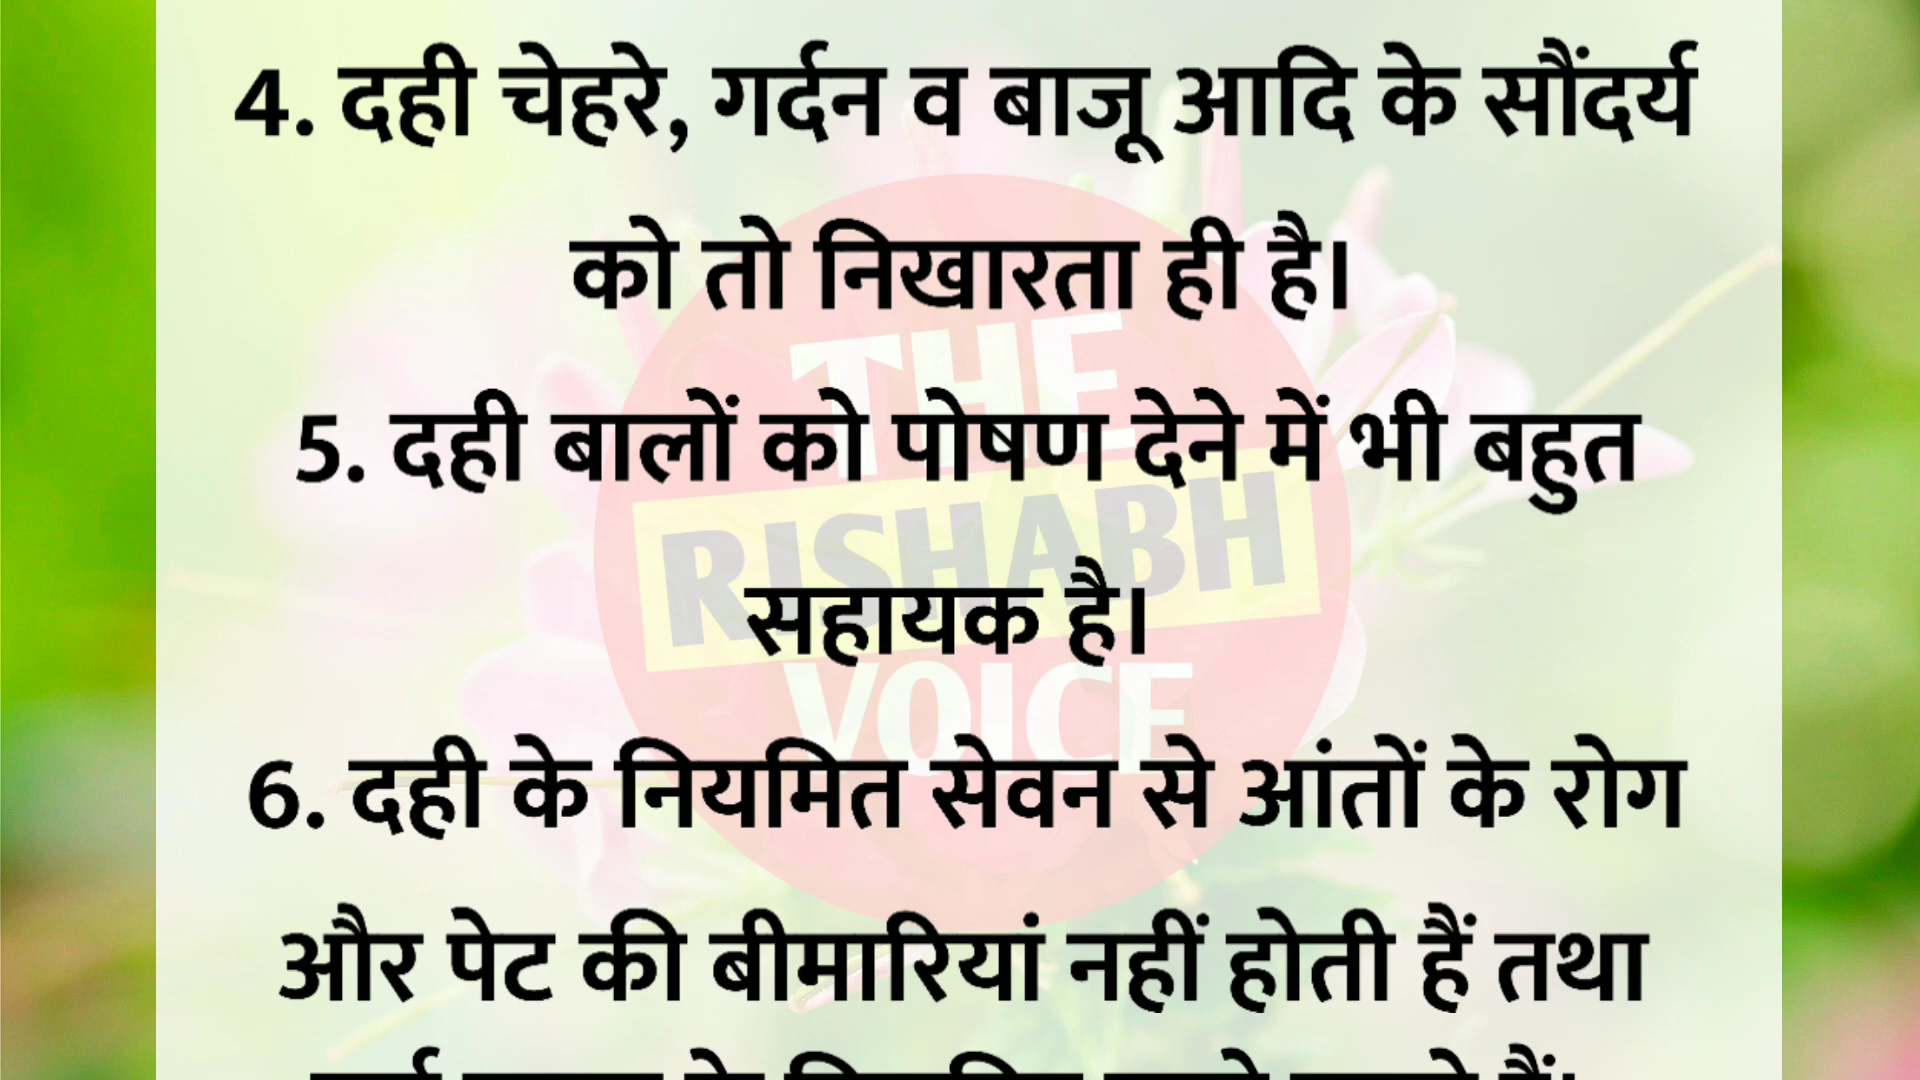 4. दही चेहरे, गर्दन व बाजू आदि के सौंदर्य
को तो निखारता ही है।
THE
5. दही बालों को पोषण देने में भी बहुत
RISHABH
सहायक है।
VOICE
6. दही के नियमित सेवन से आंतों के रोग
और पेट की बीमारियां नहीं होती हैं तथा